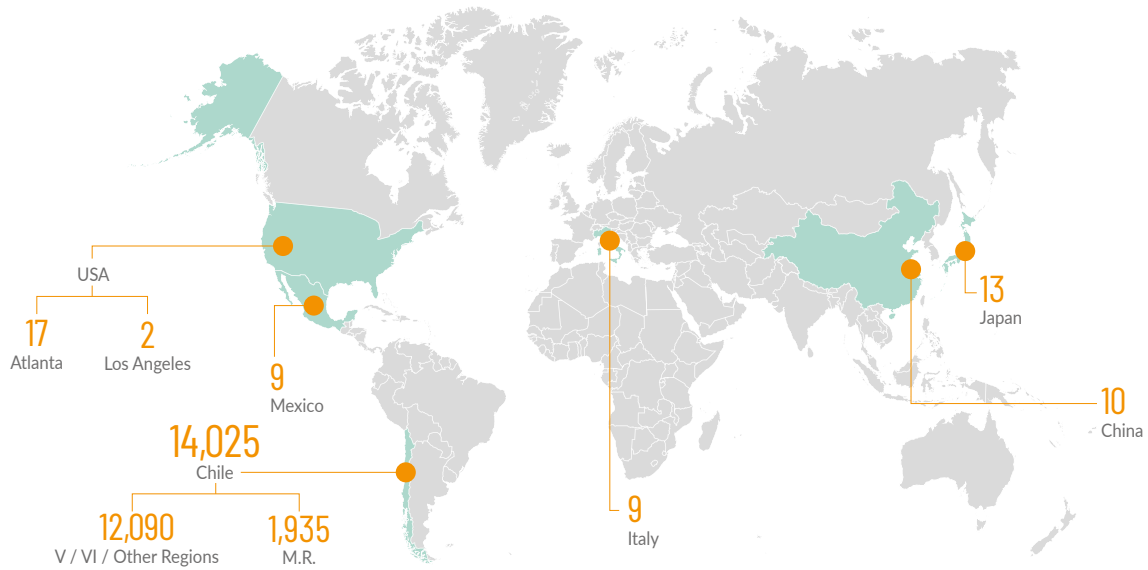 USA
17
Atlanta
2
Los Angeles
9
Mexico
14,025
Chile
12,090
V / VI / Other Regions
1,935
M.R.
9
Italy
13
Japan
10
China